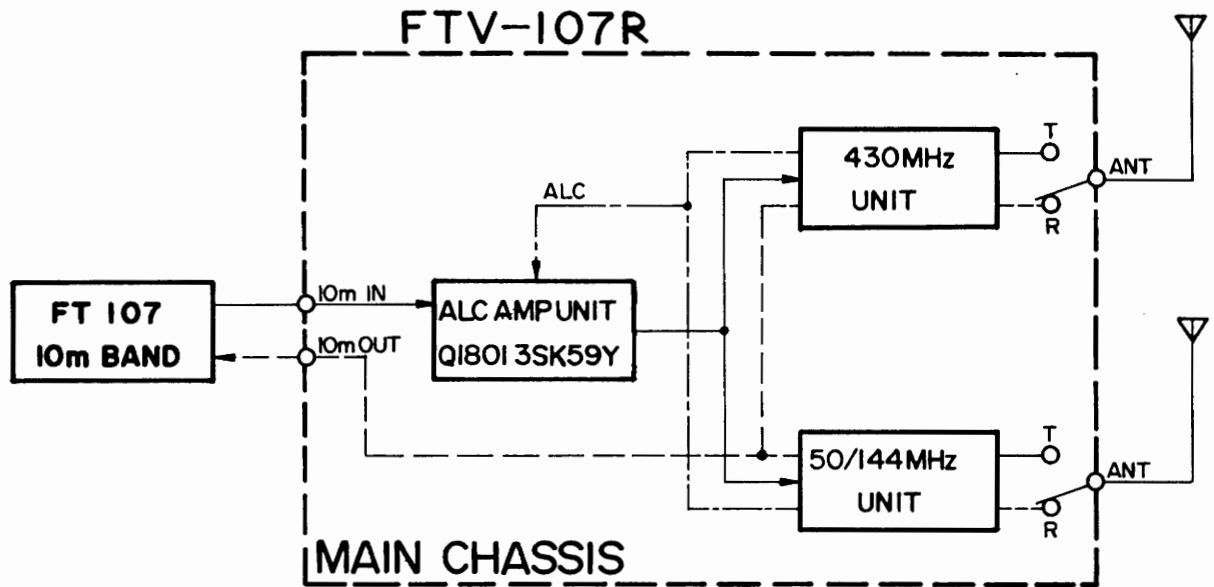 FTV-107R
T
430MHz
UNIT
ANT
R
ALC
FT 107
10m BAND
10m IN
10m OUT
ALC AMP UNIT
Q1801 3SK59Y
T
50/144MHz
UNIT
ANT
R
MAIN CHASSIS